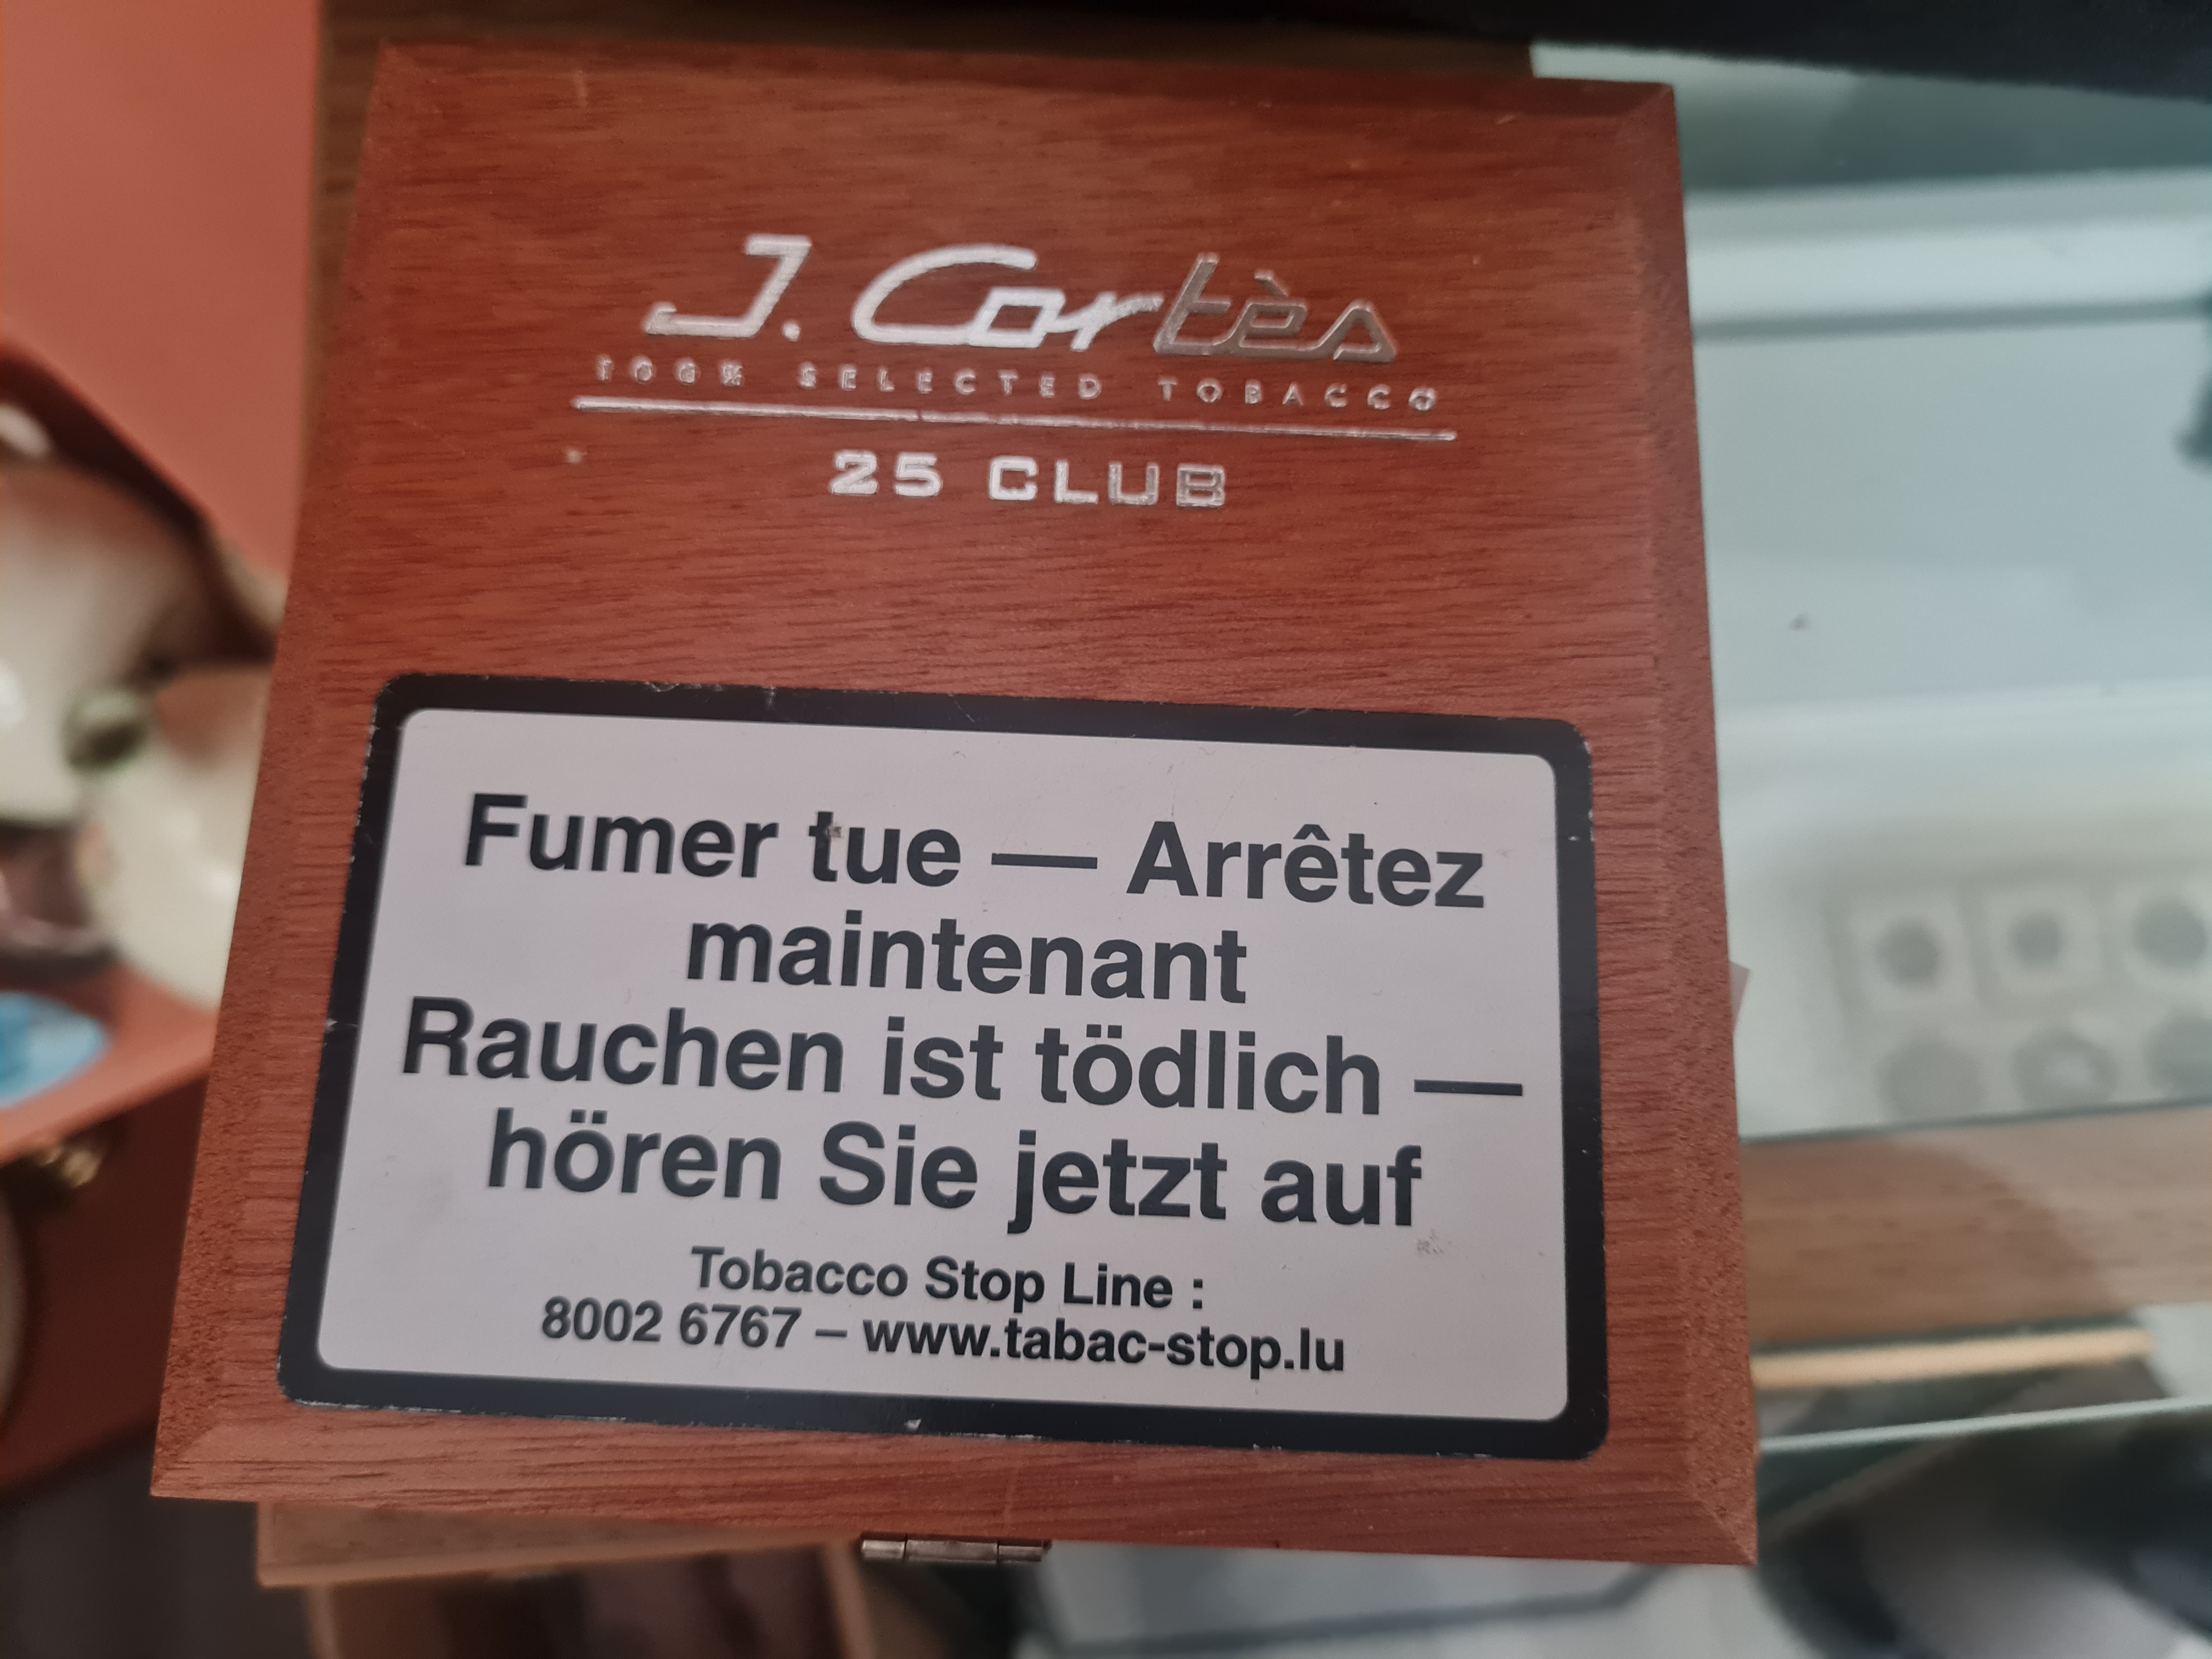 J. Cortès
100% SELECTED TOBACCO
25 CLUB
Fumer tue — Arrêtez
maintenant
Rauchen ist tödlich —
hören Sie jetzt auf
Tobacco Stop Line :
8002 6767 – www.tabac-stop.lu